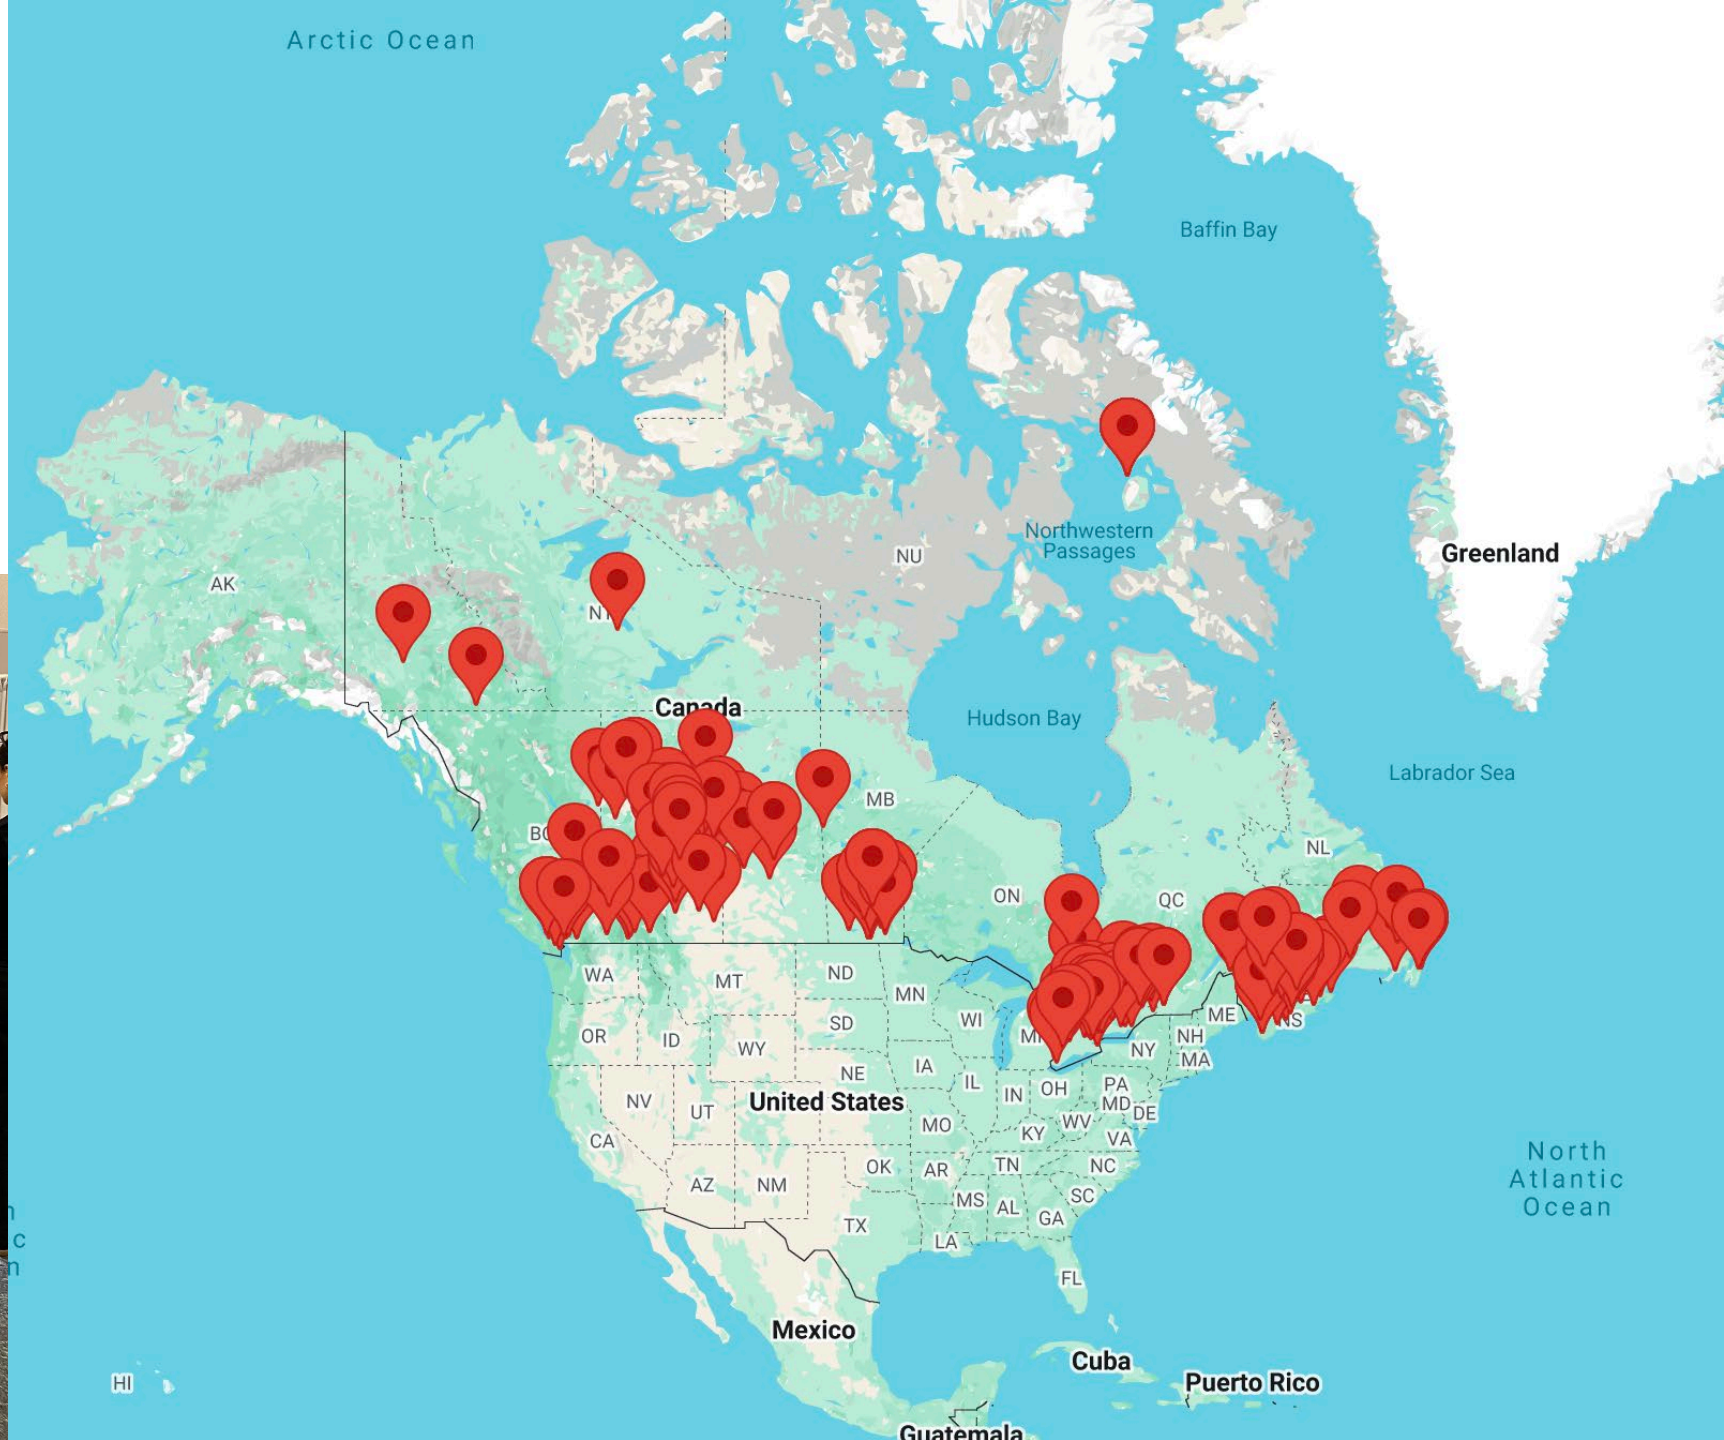 Arctic Ocean
Baffin Bay
Northwestern
Passages
NU
Greenland
AK
Canada
Hudson Bay
Labrador Sea
MB
NL
ON
QC
WA
MT
ND
MN
ME
NS
OR
ID
WY
SD
WI
NH
NY
MA
NE
IA
IL
IN
OH
PA
MD
DE
NV
UT
United States
MO
KY
WV
VA
CA
AZ
NM
OK
AR
TN
NC
MS
AL
SC
GA
TX
LA
FL
North
Atlantic
Ocean
Mexico
Cuba
Puerto Rico
HI
Guatemala